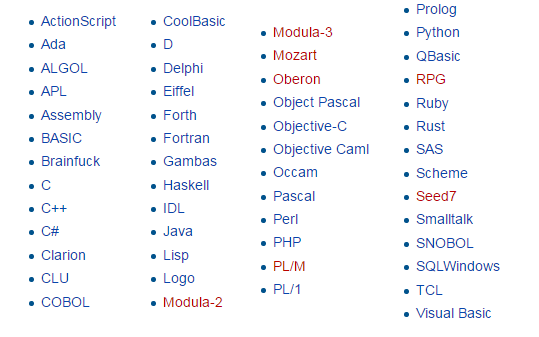 ActionScript
Ada
ALGOL
APL
Assembly
BASIC
Brainfuck
C
C++
C#
Clarion
CLU
COBOL
CoolBasic
D
Delphi
Eiffel
Forth
Fortran
Gambas
Haskell
IDL
Java
Lisp
Logo
Modula-2
Modula-3
Mozart
Oberon
Object Pascal
Objective-C
Objective Caml
Occam
Pascal
Perl
PHP
PL/M
PL/1
Prolog
Python
QBasic
RPG
Ruby
Rust
SAS
Scheme
Seed7
Smalltalk
SNOBOL
SQLWindows
TCL
Visual Basic